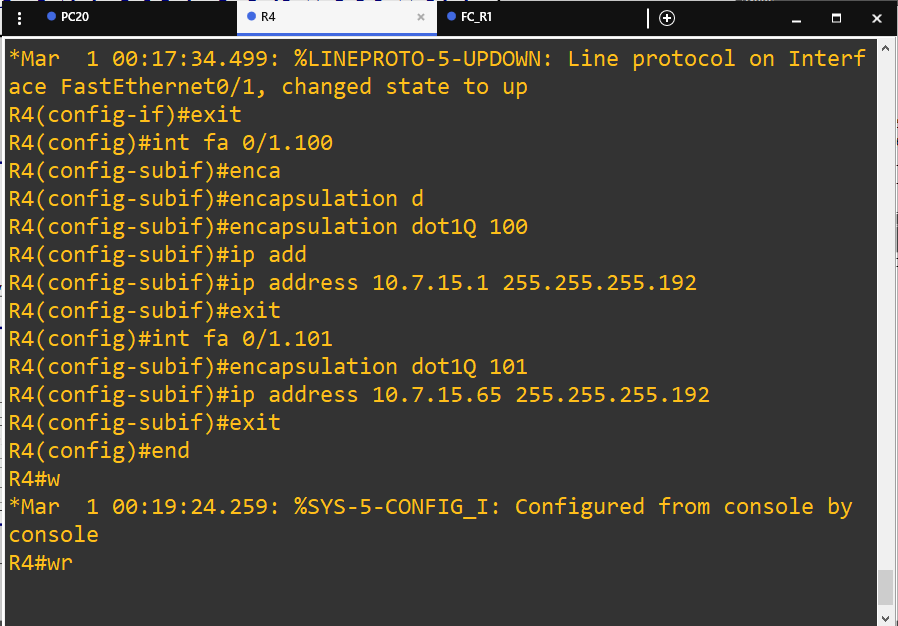 PC20
R4
FC_R1
*Mar  1 00:17:34.499: %LINEPROTO-5-UPDOWN: Line protocol on Interf
ace FastEthernet0/1, changed state to up
R4(config-if)#exit
R4(config)#int fa 0/1.100
R4(config-subif)#enca
R4(config-subif)#encapsulation d
R4(config-subif)#encapsulation dot1Q 100
R4(config-subif)#ip add
R4(config-subif)#ip address 10.7.15.1 255.255.255.192
R4(config-subif)#exit
R4(config)#int fa 0/1.101
R4(config-subif)#encapsulation dot1Q 101
R4(config-subif)#ip address 10.7.15.65 255.255.255.192
R4(config-subif)#exit
R4(config)#end
R4#w
*Mar  1 00:19:24.259: %SYS-5-CONFIG_I: Configured from console by
console
R4#wr